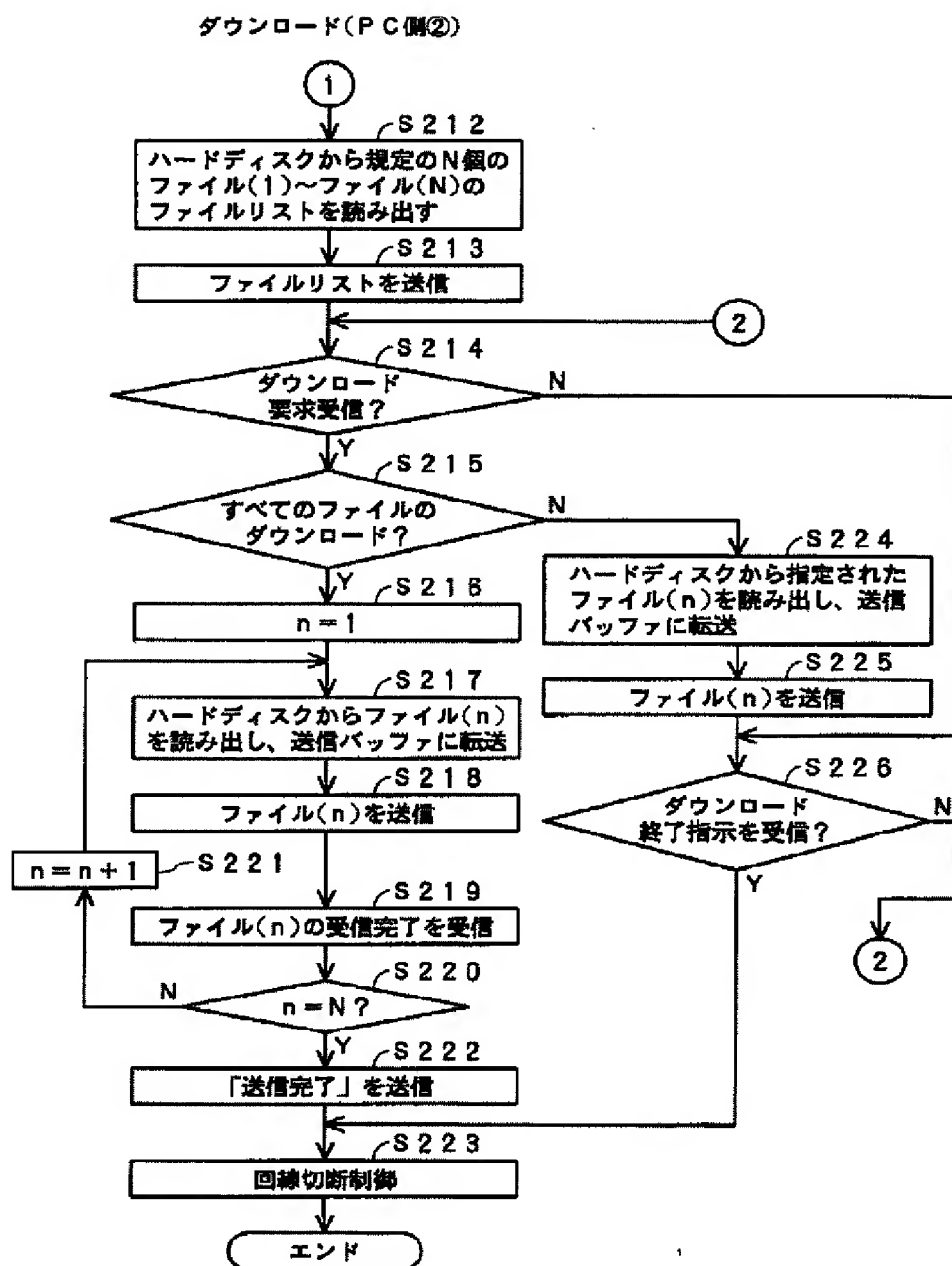 ダウンロード(PC側②)
1
S212
ハードディスクから規定のN個の
ファイル(1)~ファイル(N)の
ファイルリストを読み出す
S213
ファイルリストを送信
2
S214
ダウンロード
要求受信?
N
Y
S215
すべてのファイルの
ダウンロード?
N
Y
S216
n=1
S217
ハードディスクからファイル(n)
を読み出し、送信バッファに転送
S218
ファイル(n)を送信
n=n+1
S221
S219
ファイル(n)の受信完了を受信
S220
n=N?
N
Y
S222
「送信完了」を送信
S223
回線切断制御
エンド
S224
ハードディスクから指定された
ファイル(n)を読み出し、送信
バッファに転送
S225
ファイル(n)を送信
S226
ダウンロード
終了指示を受信?
N
Y
2